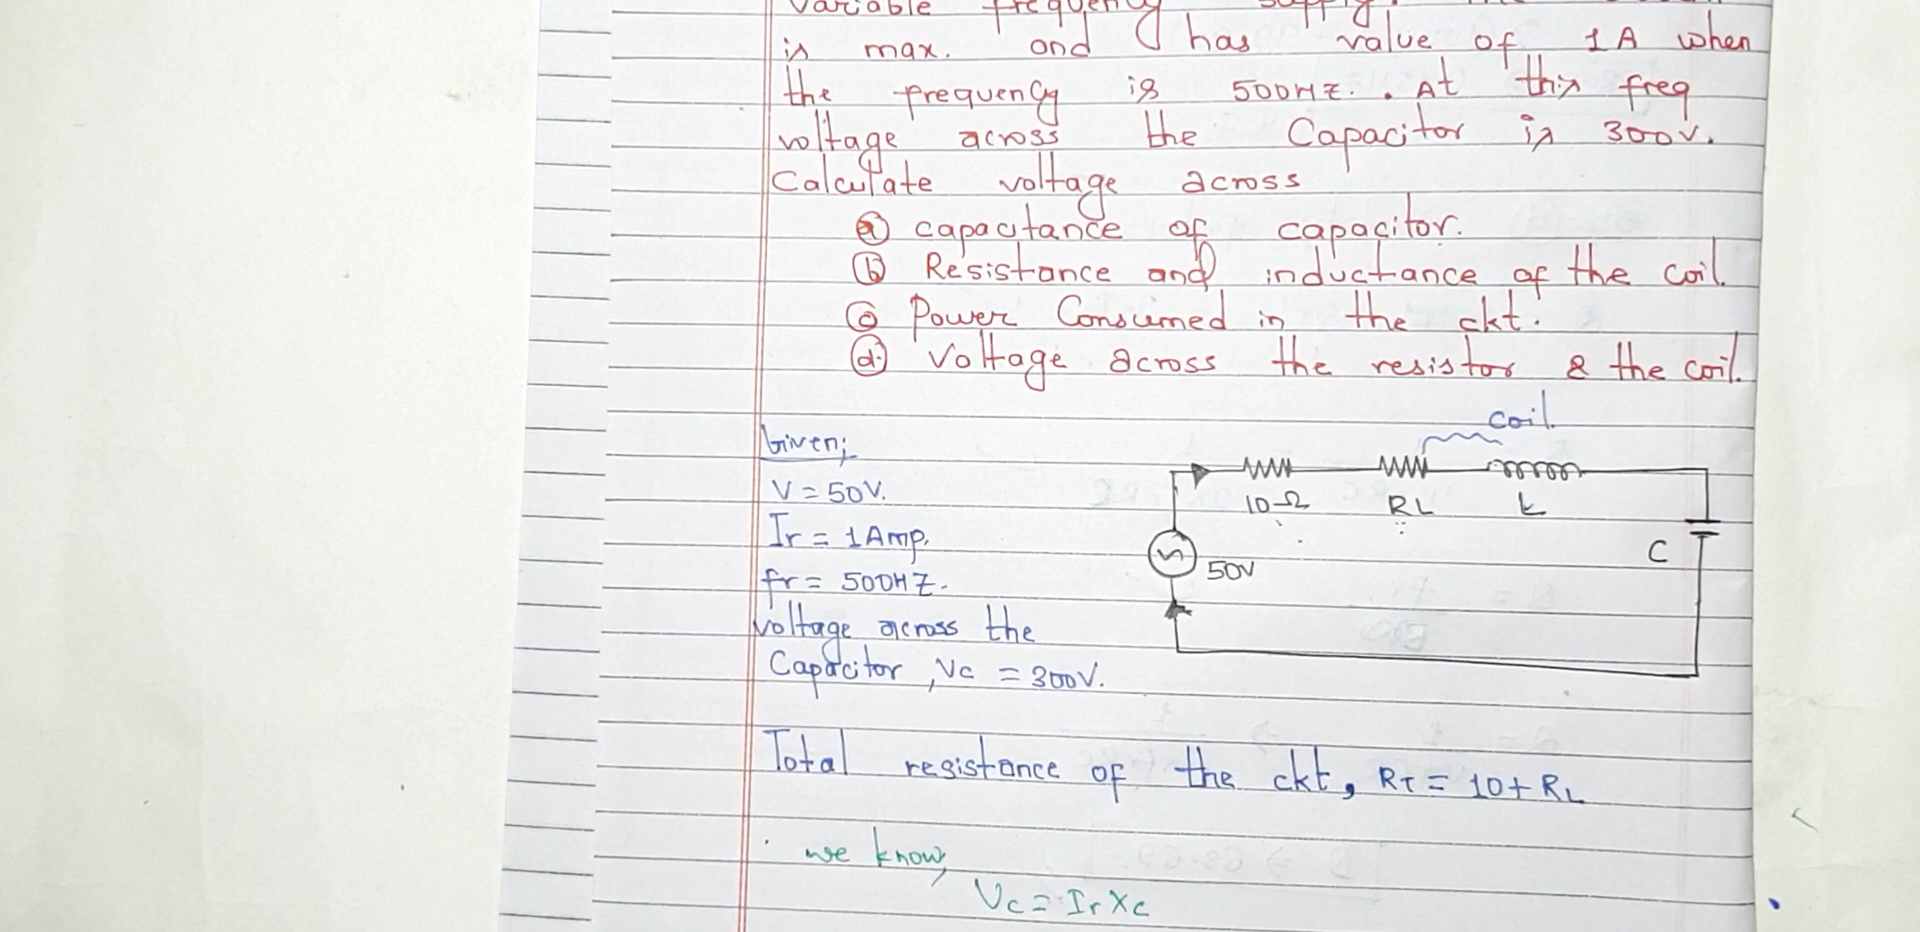 variable frequency supply.
is max. and has value of 1A when
the frequency is 500HZ. . At this freq
voltage across the Capacitor is 300V.
Calculate voltage across
(a) capacitance of capacitor.
(b) Resistance and inductance of the coil.
(c) Power Consumed in the ckt.
(d) Voltage across the resistor & the coil.
coil.
Given;
V = 50V.
10Ω RL L
Ir = 1Amp.
C
50V
fr = 500HZ.
voltage across the
Capacitor, Vc = 300V.
Total resistance of the ckt, RT = 10 + RL
we know,
Vc = Ir Xc